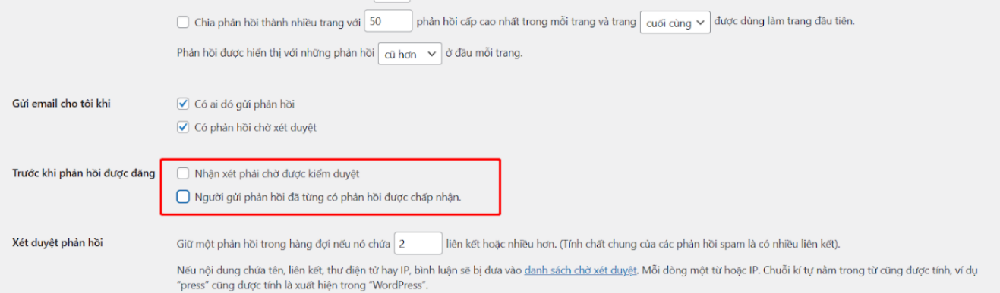 Chia phản hồi thành nhiều trang với 50 phản hồi cấp cao nhất trong mỗi trang và trang cuối cùng được dùng làm trang đầu tiên.
Phản hồi được hiển thị với những phản hồi cũ hơn ở đầu mỗi trang.
Gửi email cho tôi khi
Có ai đó gửi phản hồi
Có phản hồi chờ xét duyệt
Trước khi phản hồi được đăng
Nhận xét phải chờ được kiểm duyệt
Người gửi phản hồi đã từng có phản hồi được chấp nhận.
Xét duyệt phản hồi
Giữ một phản hồi trong hàng đợi nếu nó chứa 2 liên kết hoặc nhiều hơn. (Tính chất chung của các phản hồi spam là có nhiều liên kết).
Nếu nội dung chứa tên, liên kết, thư điện tử hay IP, bình luận sẽ bị đưa vào danh sách chờ xét duyệt. Mỗi dòng một từ hoặc IP. Chuỗi kí tự nằm trong từ cũng được tính, ví dụ
"press" cũng được tính là xuất hiện trong "WordPress".